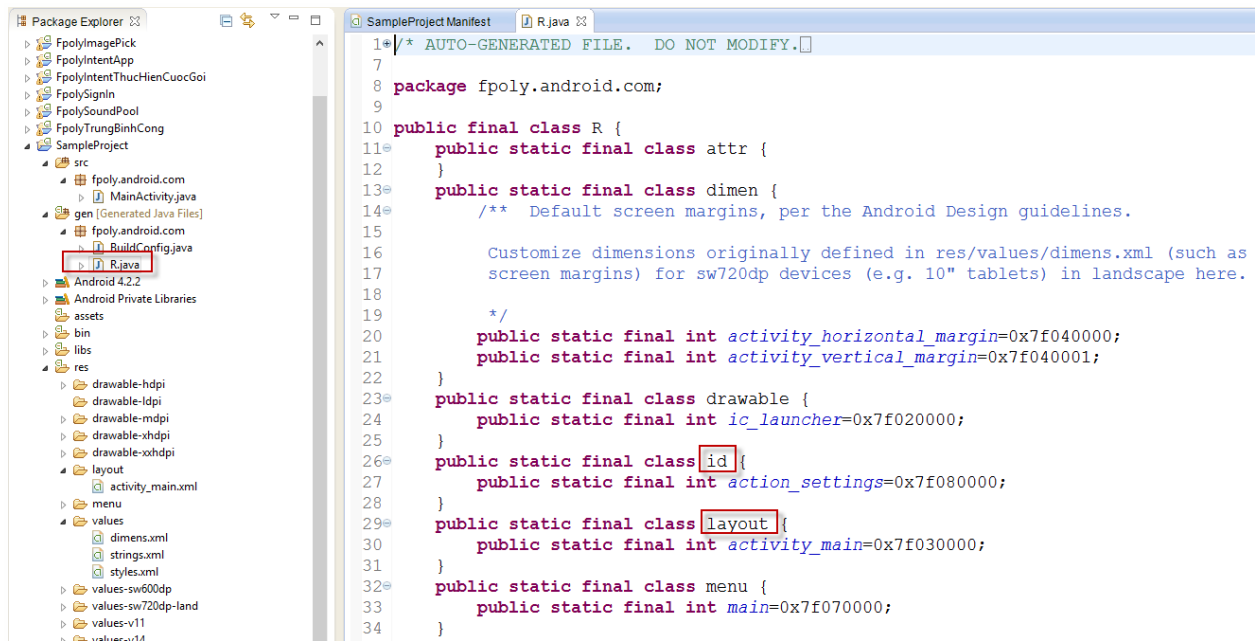 Package Explorer
FpolyImagePick
FpolyIntentApp
FpolyIntentThucHienCuocGoi
FpolySignIn
FpolySoundPool
FpolyTrungBinhCong
SampleProject
src
fpoly.android.com
MainActivity.java
gen [Generated Java Files]
fpoly.android.com
BuildConfig.java
R.java
Android 4.2.2
Android Private Libraries
assets
bin
libs
res
drawable-hdpi
drawable-ldpi
drawable-mdpi
drawable-xhdpi
drawable-xxhdpi
layout
activity_main.xml
menu
values
dimens.xml
strings.xml
styles.xml
values-sw600dp
values-sw720dp-land
values-v11
values-v14
SampleProject Manifest R.java
1 /* AUTO-GENERATED FILE. DO NOT MODIFY.
7
8 package fpoly.android.com;
9
10 public final class R {
11 public static final class attr {
12 }
13 public static final class dimen {
14 /** Default screen margins, per the Android Design guidelines.
15
16 Customize dimensions originally defined in res/values/dimens.xml (such as
17 screen margins) for sw720dp devices (e.g. 10" tablets) in landscape here.
18
19 */
20 public static final int activity_horizontal_margin=0x7f040000;
21 public static final int activity_vertical_margin=0x7f040001;
22 }
23 public static final class drawable {
24 public static final int ic_launcher=0x7f020000;
25 }
26 public static final class id {
27 public static final int action_settings=0x7f080000;
28 }
29 public static final class layout {
30 public static final int activity_main=0x7f030000;
31 }
32 public static final class menu {
33 public static final int main=0x7f070000;
34 }